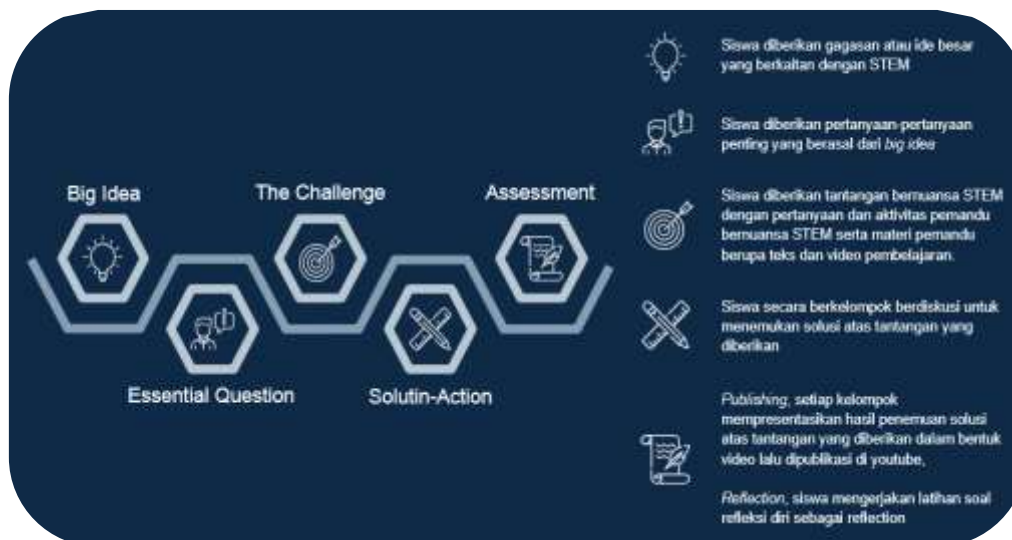 Big Idea
The Challenge
Assessment
Essential Question
Solutin-Action
Siswa diberikan gagasan atau ide besar
yang berkaitan dengan STEM
Siswa diberikan pertanyaan-pertanyaan
penting yang berasal dari big idea
Siswa diberikan tantangan bernuansa STEM
dengan pertanyaan dan aktivitas pemandu
bernuansa STEM serta materi pemandu
berupa teks dan video pembelajaran.
Siswa secara berkelompok berdiskusi untuk
menemukan solusi atas tantangan yang
diberikan
Publishing, setiap kelompok
mempresentasikan hasil penemuan solusi
atas tantangan yang diberikan dalam bentuk
video lalu dipublikasi di youtube,
Reflection, siswa mengerjakan latihan soal
refleksi diri sebagai reflection